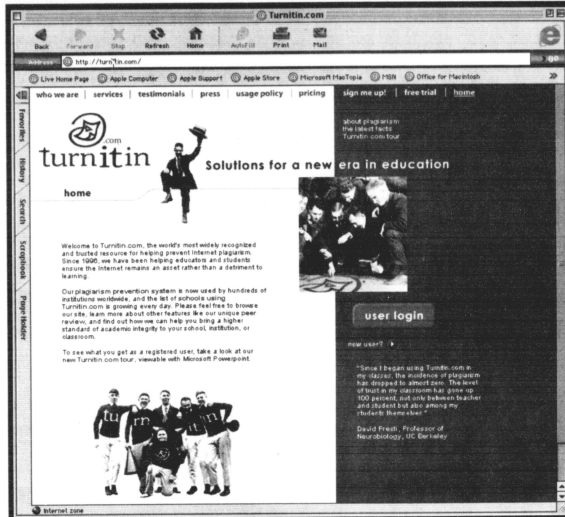 Turnitin.com
Back Forward Stop Refresh Home AutoFill Print Mail
Address http://turnitin.com/ go
Live Home Page Apple Computer Apple Support Apple Store Microsoft MacTopia MSN Office for Macintosh
who we are | services | testimonials | press | usage policy | pricing sign me up! | free trial | home
Favorites
History
Search
Scrapbook
Page Holder
about plagiarism
the latest facts
Turnitin.com tour
.com
turnitin
Solutions for a new era in education
home
Welcome to Turnitin.com, the world's most widely recognized
and trusted resource for helping prevent Internet plagiarism.
Since 1996, we have been helping educators and students
ensure the Internet remains an asset rather than a detriment to
learning.
Our plagiarism prevention system is now used by hundreds of
institutions worldwide, and the list of schools using
Turnitin.com is growing every day. Please feel free to browse
our site, learn more about other features like our unique peer
review, and find out how we can help you bring a higher
standard of academic integrity to your school, institution, or
classroom.
To see what you get as a registered user, take a look at our
new Turnitin.com tour, viewable with Microsoft Powerpoint.
user login
new user?
"Since I began using Turnitin.com in
my classes, the incidence of plagiarism
has dropped to almost zero. The level
of trust in my classroom has gone up
100 percent, not only between teacher
and student but also among my
students themselves."
David Presti, Professor of
Neurobiology, UC Berkeley
Internet zone